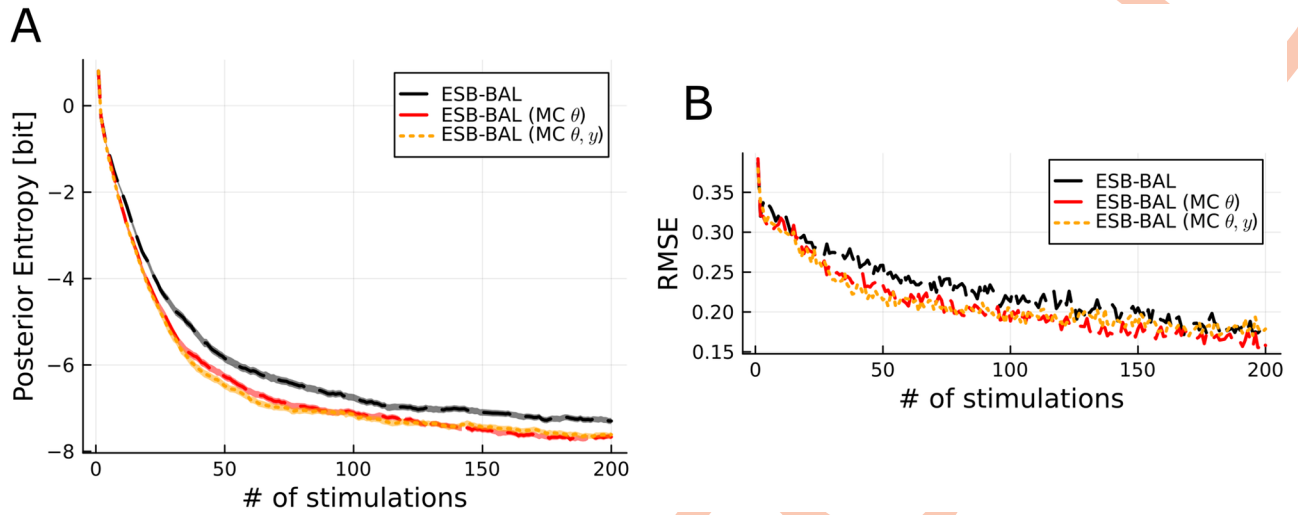 A
Posterior Entropy [bit]
0
−2
−4
−6
−8
ESB-BAL
ESB-BAL (MC θ)
ESB-BAL (MC θ, y)
0 50 100 150 200
# of stimulations
B
RMSE
0.35
0.30
0.25
0.20
0.15
ESB-BAL
ESB-BAL (MC θ)
ESB-BAL (MC θ, y)
0 50 100 150 200
# of stimulations